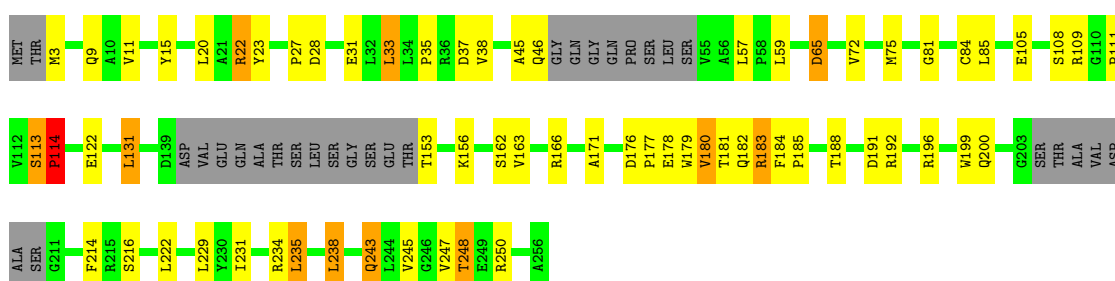 MET THR M3 Q9 A10 V11 Y15 L20 A21 R22 Y23 P27 D28 E31 L32 L33 L34 P35 R36 D37 V38 A45 Q46 GLY GLN GLY GLN PRO SER LEU SER V55 A56 L57 P58 L59 D65 V72 M75 G81 C84 L85 E105 S108 R109 G110
V112 S113 P114 E122 L131 D139 ASP VAL GLU GLN ALA THR SER LEU SER GLY SER GLU THR T153 K156 S162 V163 R166 A171 D176 P177 E178 W179 V180 T181 Q182 R183 F184 P185 T188 D191 R192 R196 W199 Q200 G203 SER THR ALA VAL ASP
ALA SER G211 F214 R215 S216 L222 L229 Y230 I231 R234 L235 L238 Q243 L244 V245 G246 V247 T248 E249 R250 A256